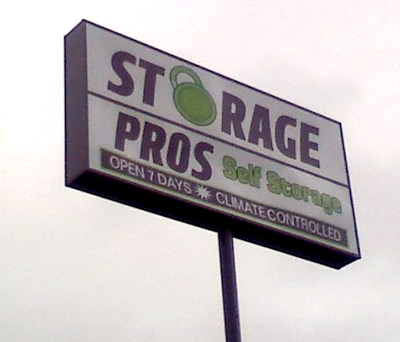 STORAGE
PROS Self Storage
OPEN 7 DAYS CLIMATE CONTROLLED